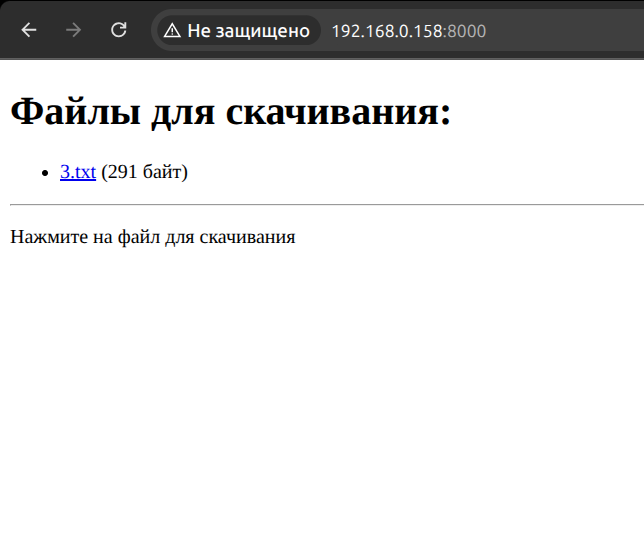 Не защищено 192.168.0.158:8000
Файлы для скачивания:
3.txt (291 байт)
Нажмите на файл для скачивания